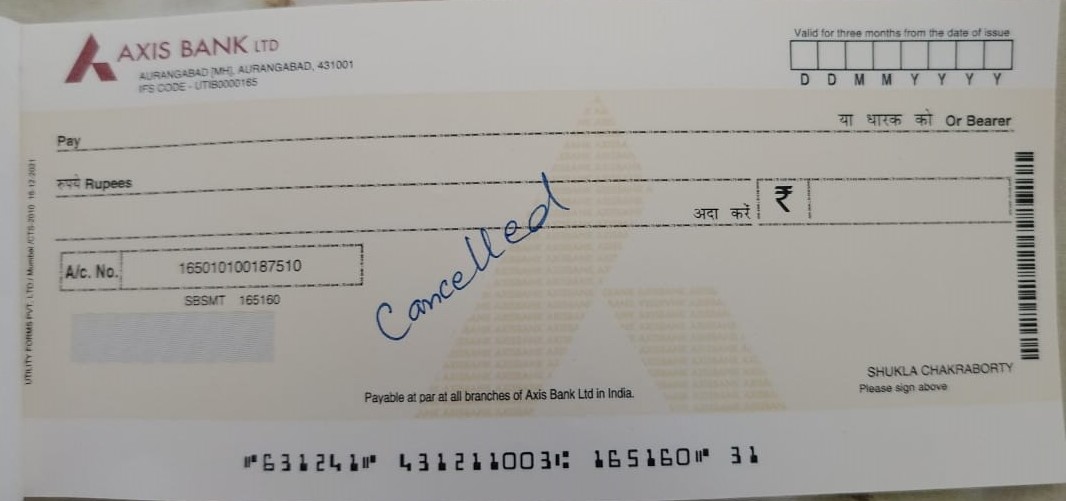 AXIS BANK LTD
AURANGABAD [MH], AURANGABAD, 431001
IFS CODE - UTIB0000165
Valid for three months from the date of issue
D D M M Y Y Y Y
Pay
या धारक को Or Bearer
रुपये Rupees
अदा करें ₹
A/c. No. 165010100187510
SBSMT 165160
Cancelled
SHUKLA CHAKRABORTY
Please sign above
Payable at par at all branches of Axis Bank Ltd in India.
⑈631241⑈ 431211003⑆ 165160⑈ 31
UTILITY FORMS PVT. LTD./ Mumbai /CTS-2010 16-12-2021